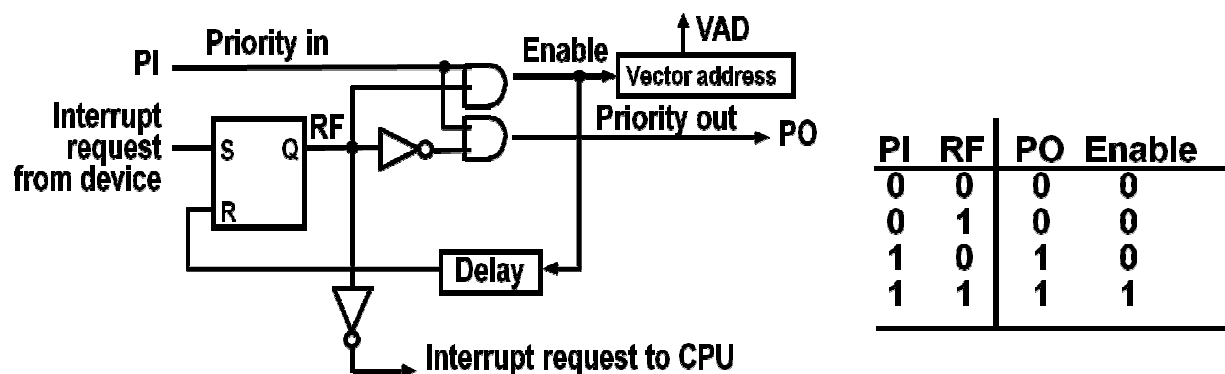 Priority in
PI
Enable
VAD
Vector address
Interrupt
request
from device
RF
S Q
R
Priority out
PO
Delay
Interrupt request to CPU
PI RF PO Enable
0 0 0 0
0 1 0 0
1 0 1 0
1 1 1 1